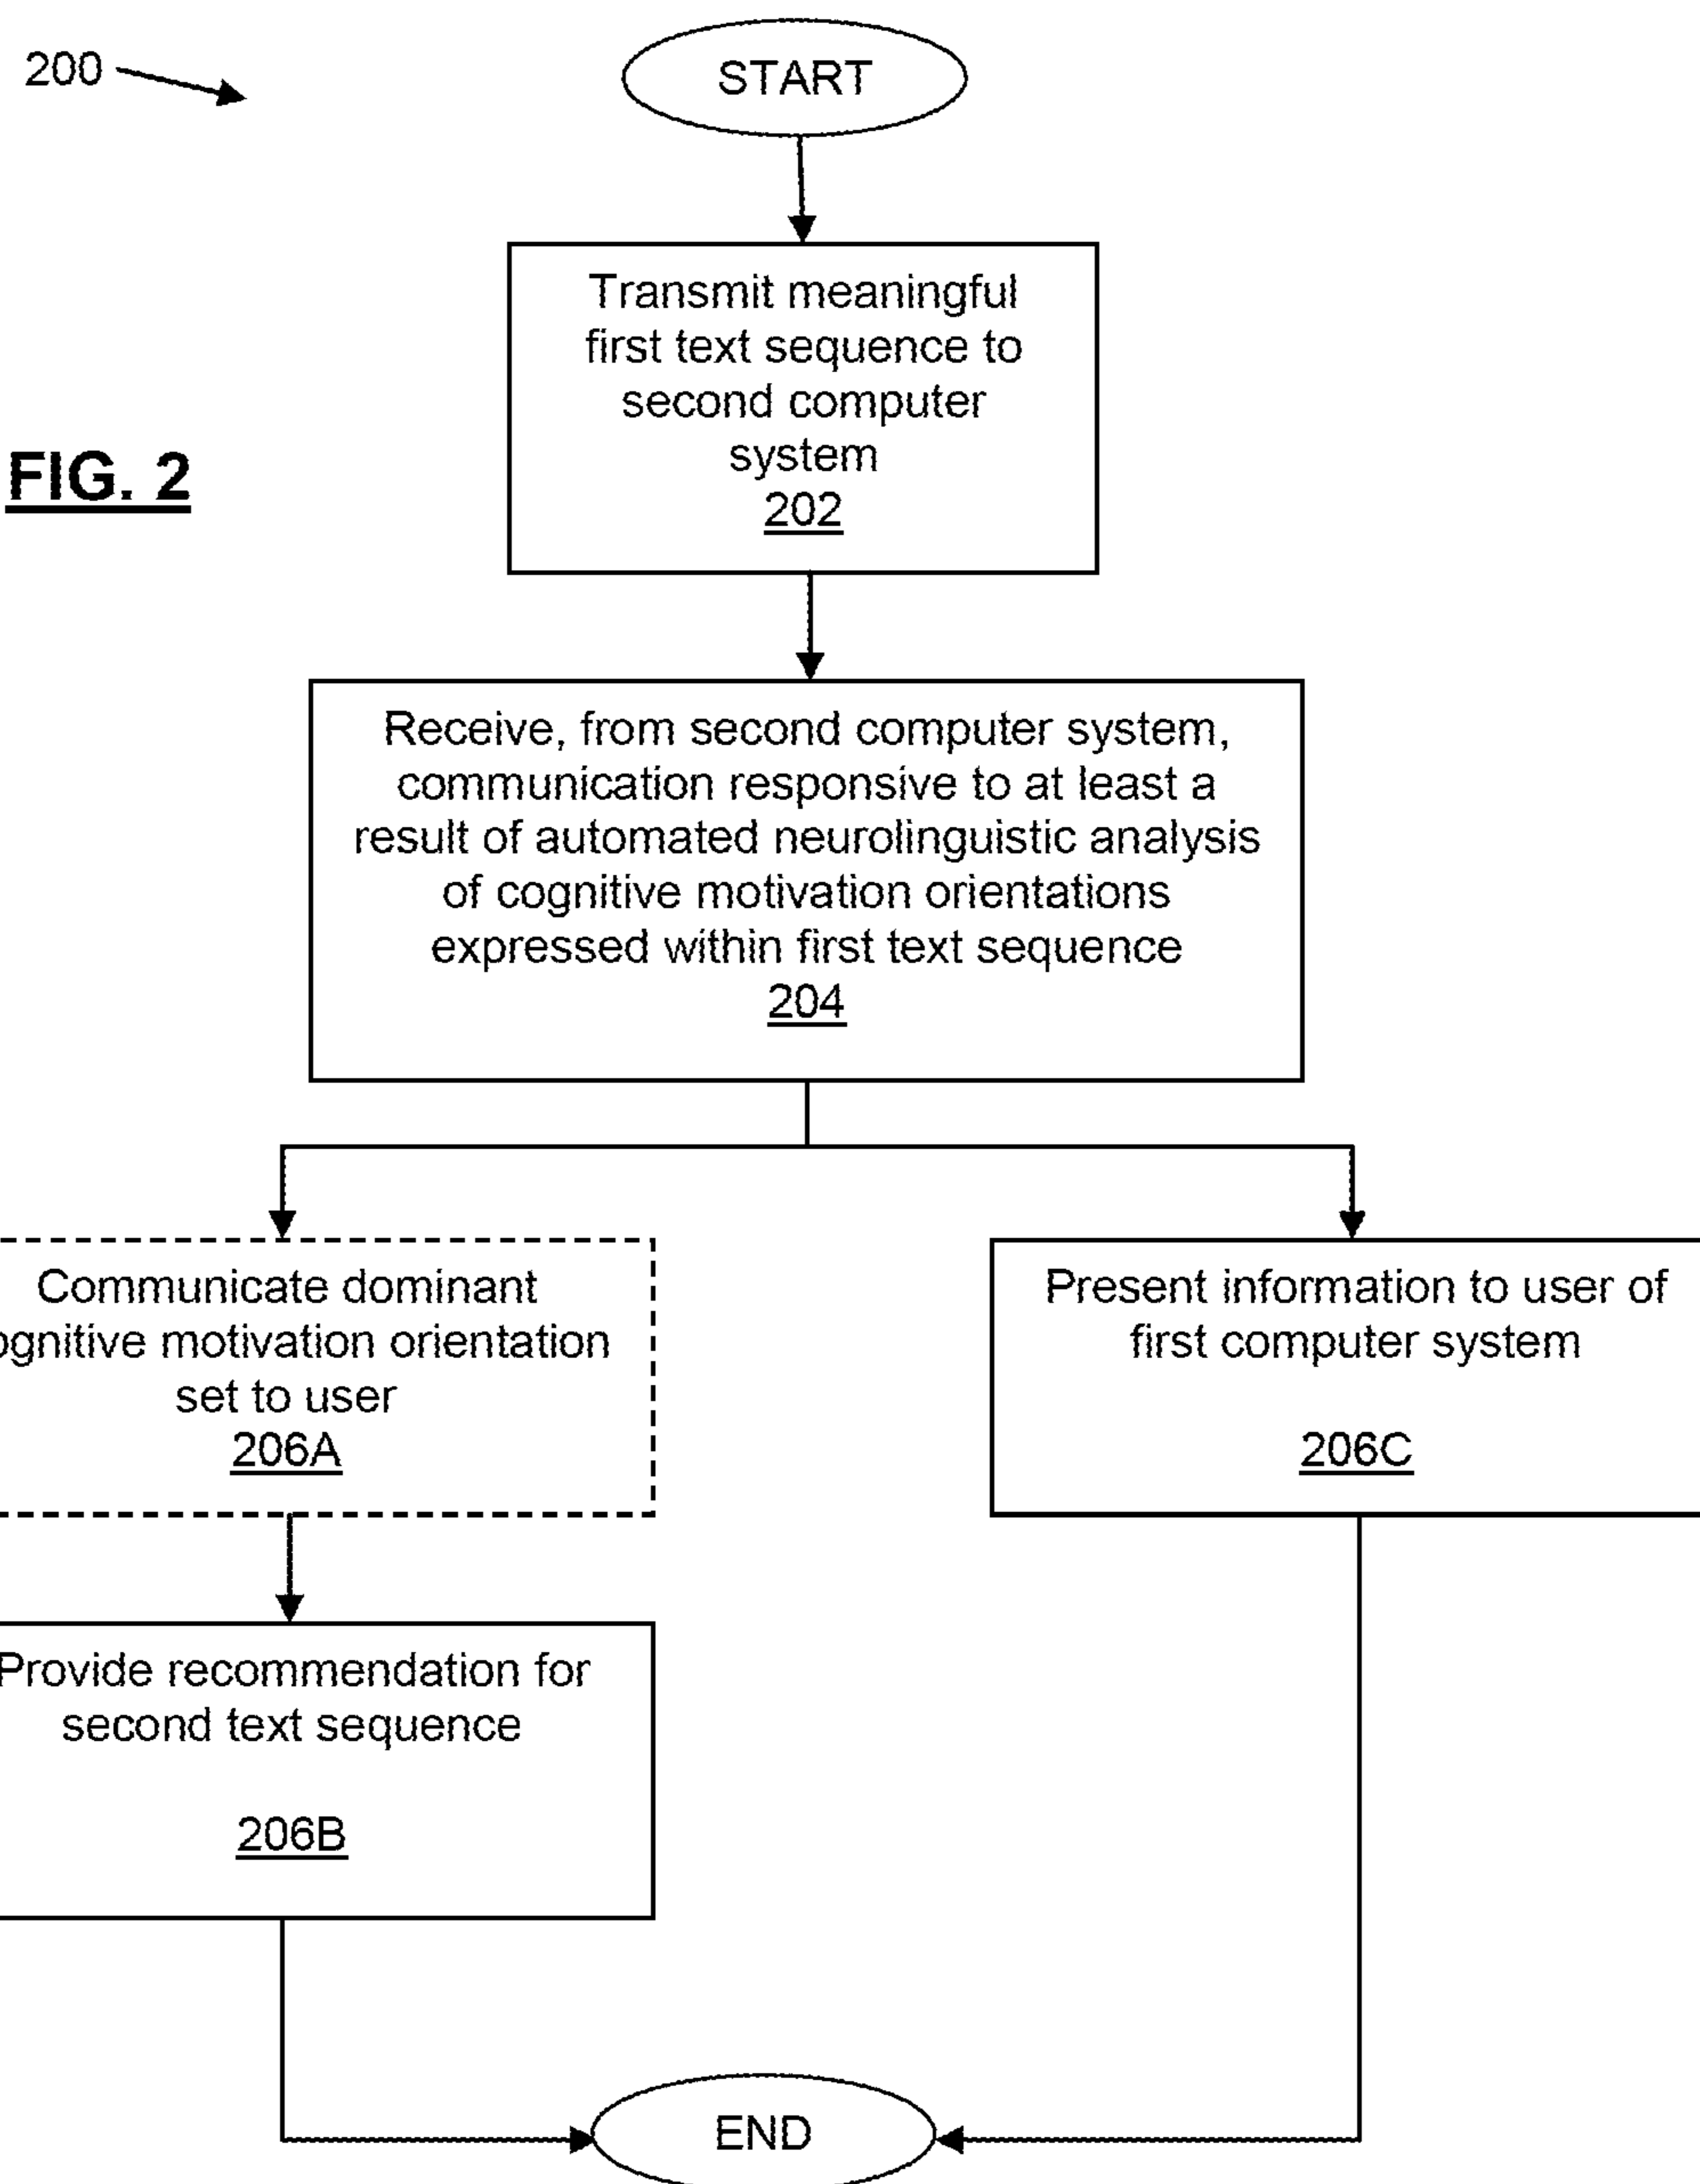 200
START
Transmit meaningful
first text sequence to
second computer
system
202
FIG. 2
Receive, from second computer system,
communication responsive to at least a
result of automated neurolinguistic analysis
of cognitive motivation orientations
expressed within first text sequence
204
Communicate dominant
ognitive motivation orientation
set to user
206A
Present information to user of
first computer system
206C
Provide recommendation for
second text sequence
206B
END